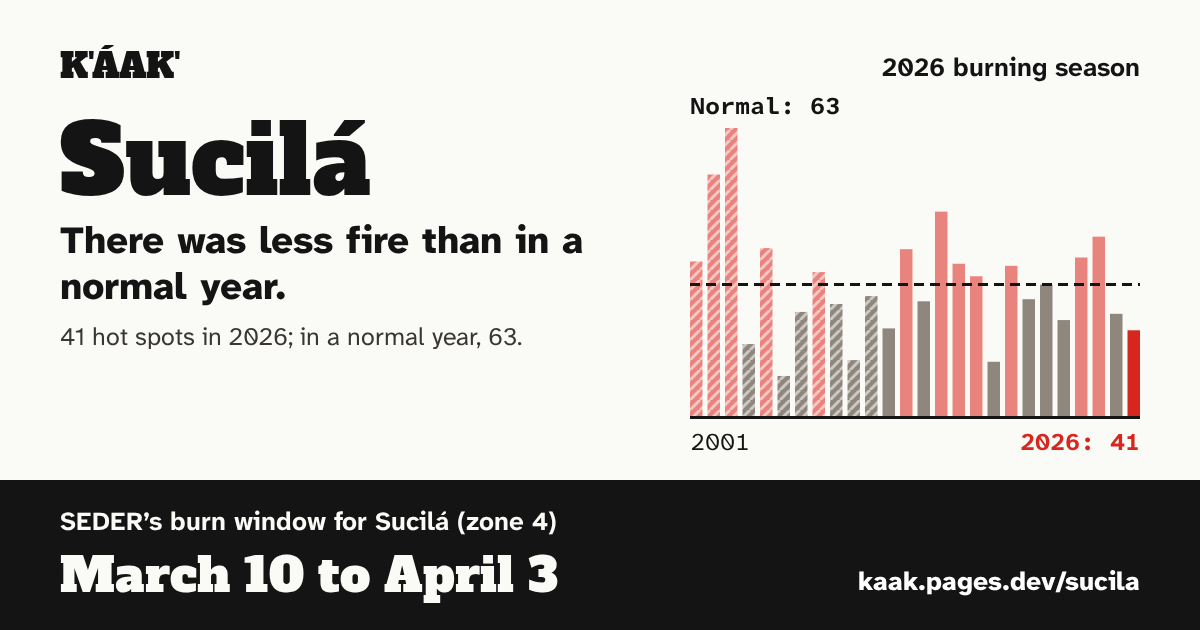 K'ÁAK'
Sucilá
There was less fire than in a
normal year.
41 hot spots in 2026; in a normal year, 63.
2026 burning season
Normal: 63
2001
2026: 41
SEDER’s burn window for Sucilá (zone 4)
March 10 to April 3
kaak.pages.dev/sucila